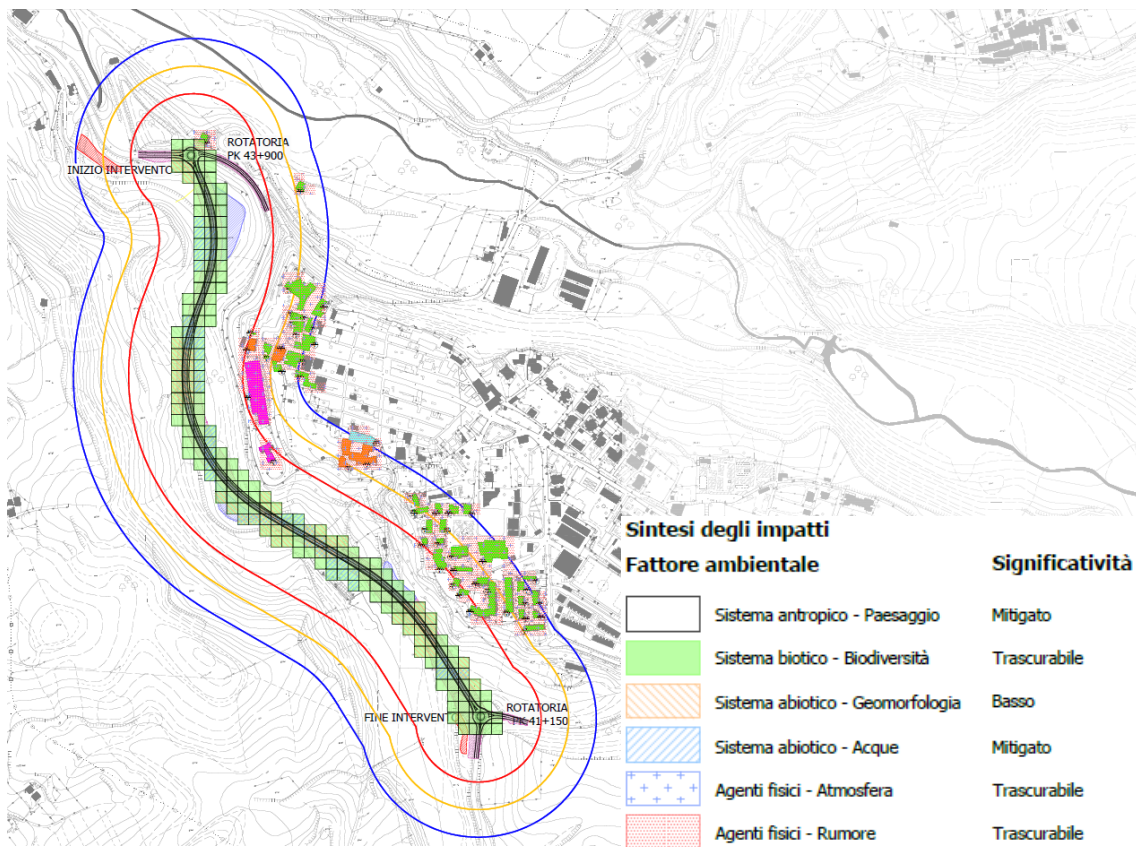 ROTATORIA
PK 43+900
INIZIO INTERVENTO
Sintesi degli impatti
Fattore ambientale Significatività
Sistema antropico - Paesaggio Mitigato
Sistema biotico - Biodiversità Trascurabile
Sistema abiotico - Geomorfologia Basso
FINE INTERVENT
ROTATORIA
PK 41+150
Sistema abiotico - Acque Mitigato
Agenti fisici - Atmosfera Trascurabile
Agenti fisici - Rumore Trascurabile